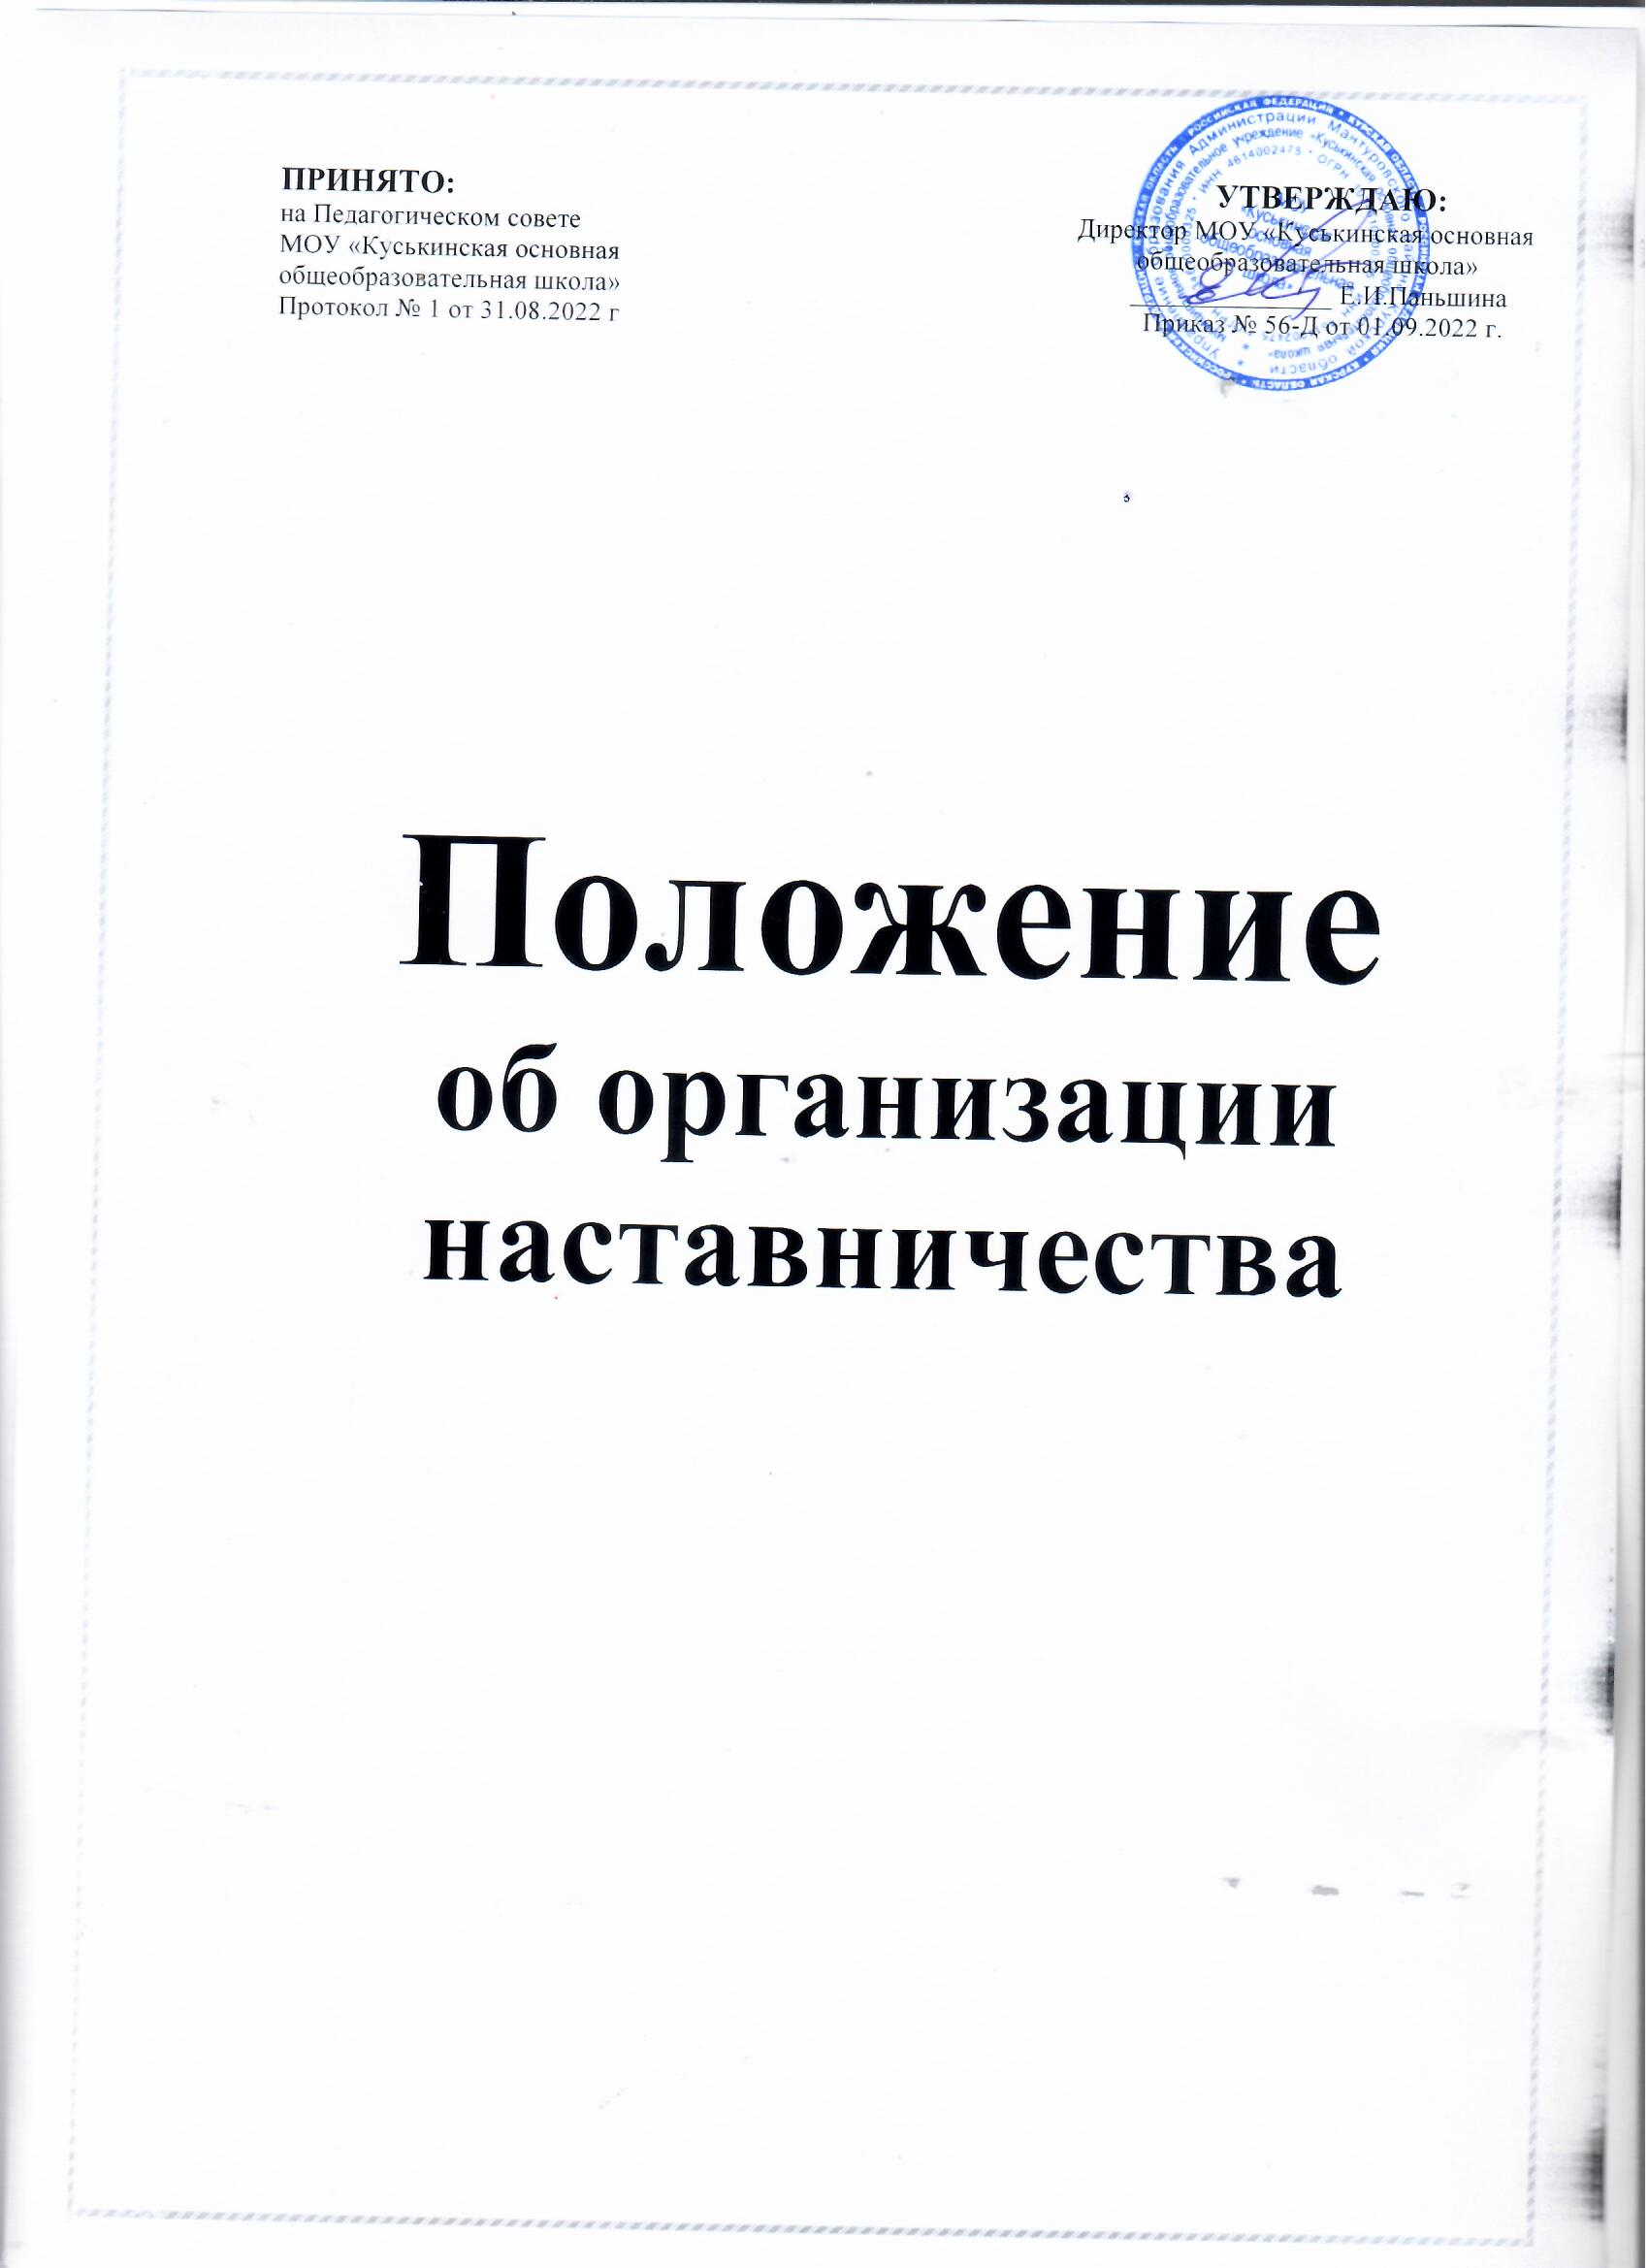 ПРИНЯТО:
на Педагогическом совете
МОУ «Куськинская основная
общеобразовательная школа»
Протокол № 1 от 31.08.2022 г
УТВЕРЖДАЮ:
Директор МОУ «Куськинская основная
общеобразовательная школа»
Е.И.Паньшина
Приказ № 56-Д от 01.09.2022 г.
Положение
об организации
наставничества